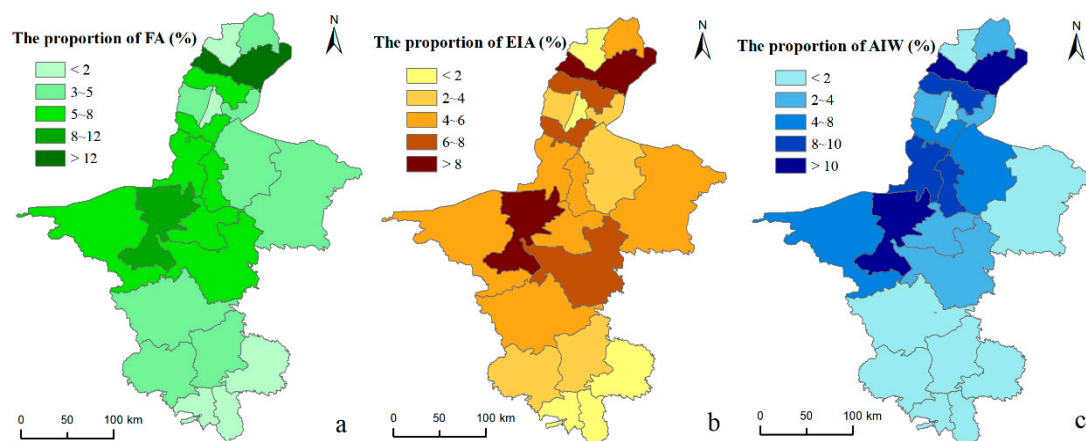 N
The proportion of FA (%)
< 2
3~5
5~8
8~12
> 12
0 50 100 km
a
N
The proportion of EIA (%)
< 2
2~4
4~6
6~8
> 8
0 50 100 km
b
N
The proportion of AIW (%)
< 2
2~4
4~8
8~10
> 10
0 50 100 km
c